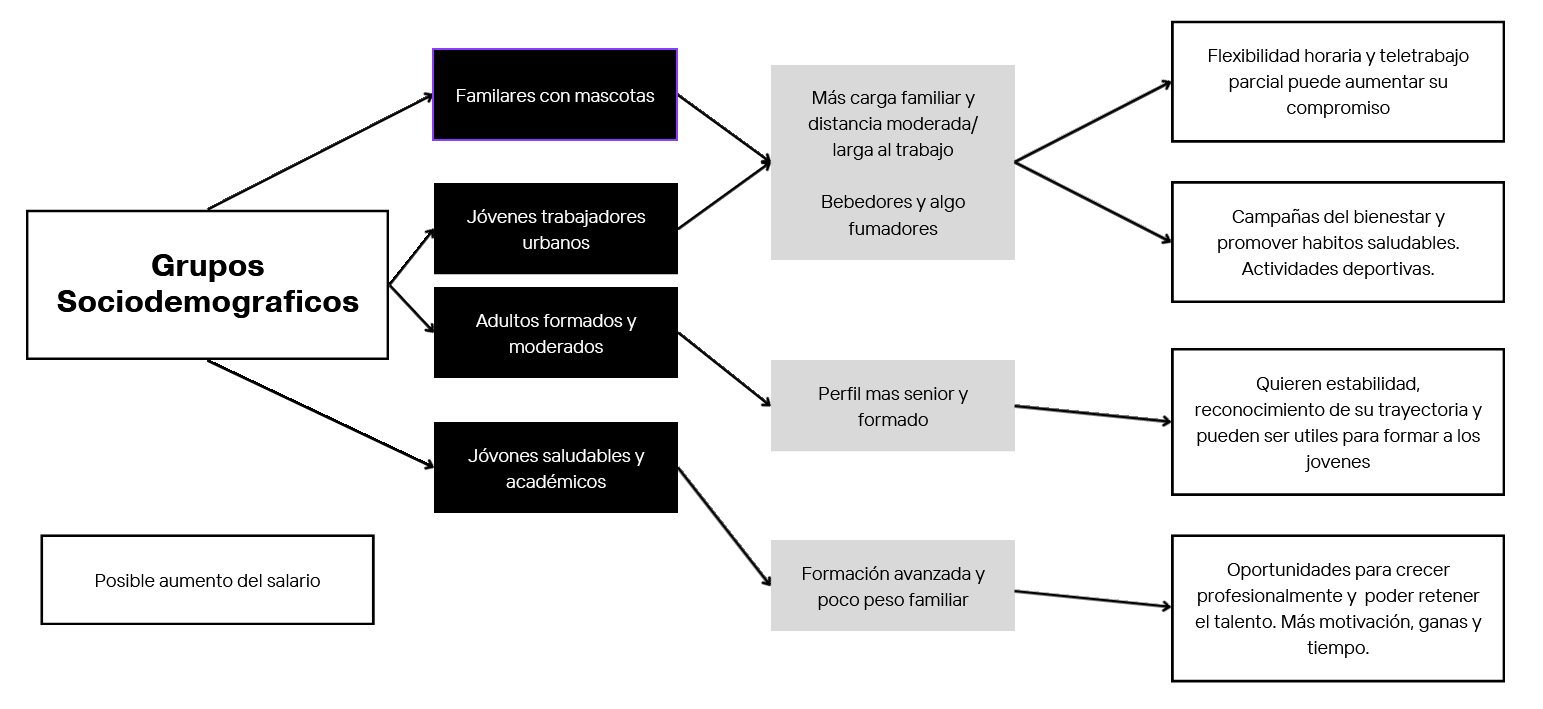 Grupos
Sociodemograficos
Posible aumento del salario
Familares con mascotas
Jóvenes trabajadores
urbanos
Adultos formados y
moderados
Jóvones saludables y
académicos
Más carga familiar y
distancia moderada/
larga al trabajo
Bebedores y algo
fumadores
Perfil mas senior y
formado
Formación avanzada y
poco peso familiar
Flexibilidad horaria y teletrabajo
parcial puede aumentar su
compromiso
Campañas del bienestar y
promover habitos saludables.
Actividades deportivas.
Quieren estabilidad,
reconocimiento de su trayectoria y
pueden ser utiles para formar a los
jovenes
Oportunidades para crecer
profesionalmente y  poder retener
el talento. Más motivación, ganas y
tiempo.